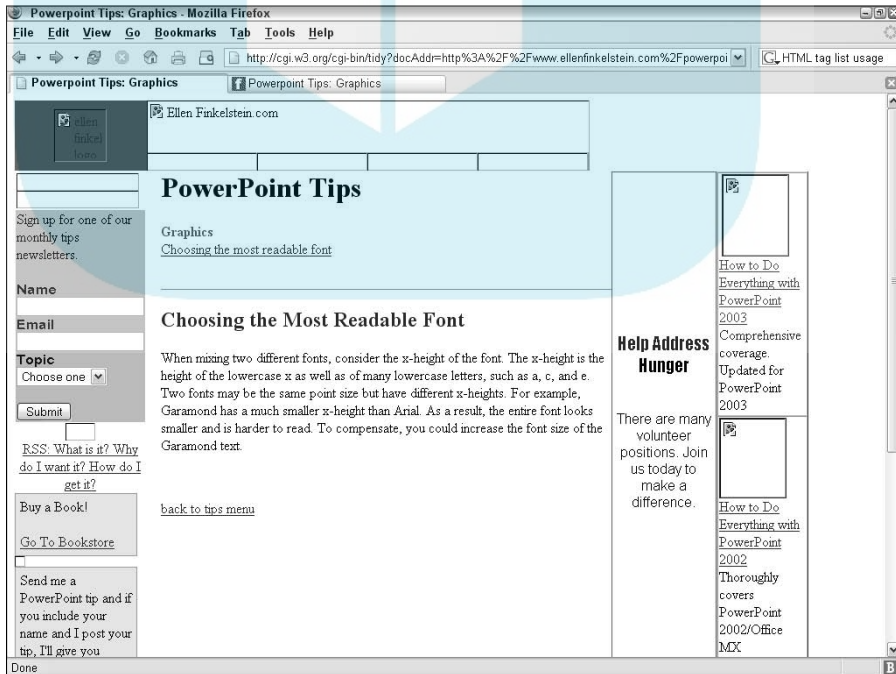 Powerpoint Tips: Graphics - Mozilla Firefox
File Edit View Go Bookmarks Tab Tools Help
http://cgi.w3.org/cgi-bin/tidy?docAddr=http%3A%2F%2Fwww.ellenfinkelstein.com%2Fpowerpoi
HTML tag list usage
Powerpoint Tips: Graphics
Powerpoint Tips: Graphics
ellen
finkel
logo
Ellen Finkelstein.com
Sign up for one of our
monthly tips
newsletters.
Name
Email
Topic
Choose one
Submit
RSS: What is it? Why
do I want it? How do I
get it?
Buy a Book!
Go To Bookstore
Send me a
PowerPoint tip and if
you include your
name and I post your
tip, I'll give you
PowerPoint Tips
Graphics
Choosing the most readable font
Choosing the Most Readable Font
When mixing two different fonts, consider the x-height of the font. The x-height is the
height of the lowercase x as well as of many lowercase letters, such as a, c, and e.
Two fonts may be the same point size but have different x-heights. For example,
Garamond has a much smaller x-height than Arial. As a result, the entire font looks
smaller and is harder to read. To compensate, you could increase the font size of the
Garamond text.
back to tips menu
Help Address
Hunger
There are many
volunteer
positions. Join
us today to
make a
difference.
How to Do
Everything with
PowerPoint
2003
Comprehensive
coverage.
Updated for
PowerPoint
2003
How to Do
Everything with
PowerPoint
2002
Thoroughly
covers
PowerPoint
2002/Office
MX
Done